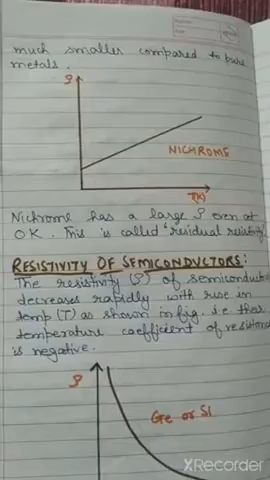 much smaller compared to pure
metals.
ρ
NICHROME
T(K)
Nichrome has a large ρ even at
OK. This is called 'residual resistivity'
RESISTIVITY OF SEMICONDUCTORS:
The resistivity (ρ) of semiconduct
decreases rapidly with rise in
temp (T) as shown in fig. i.e their
temperature coefficient of resistance
is negative.
ρ
Ge or Si
XRecorder